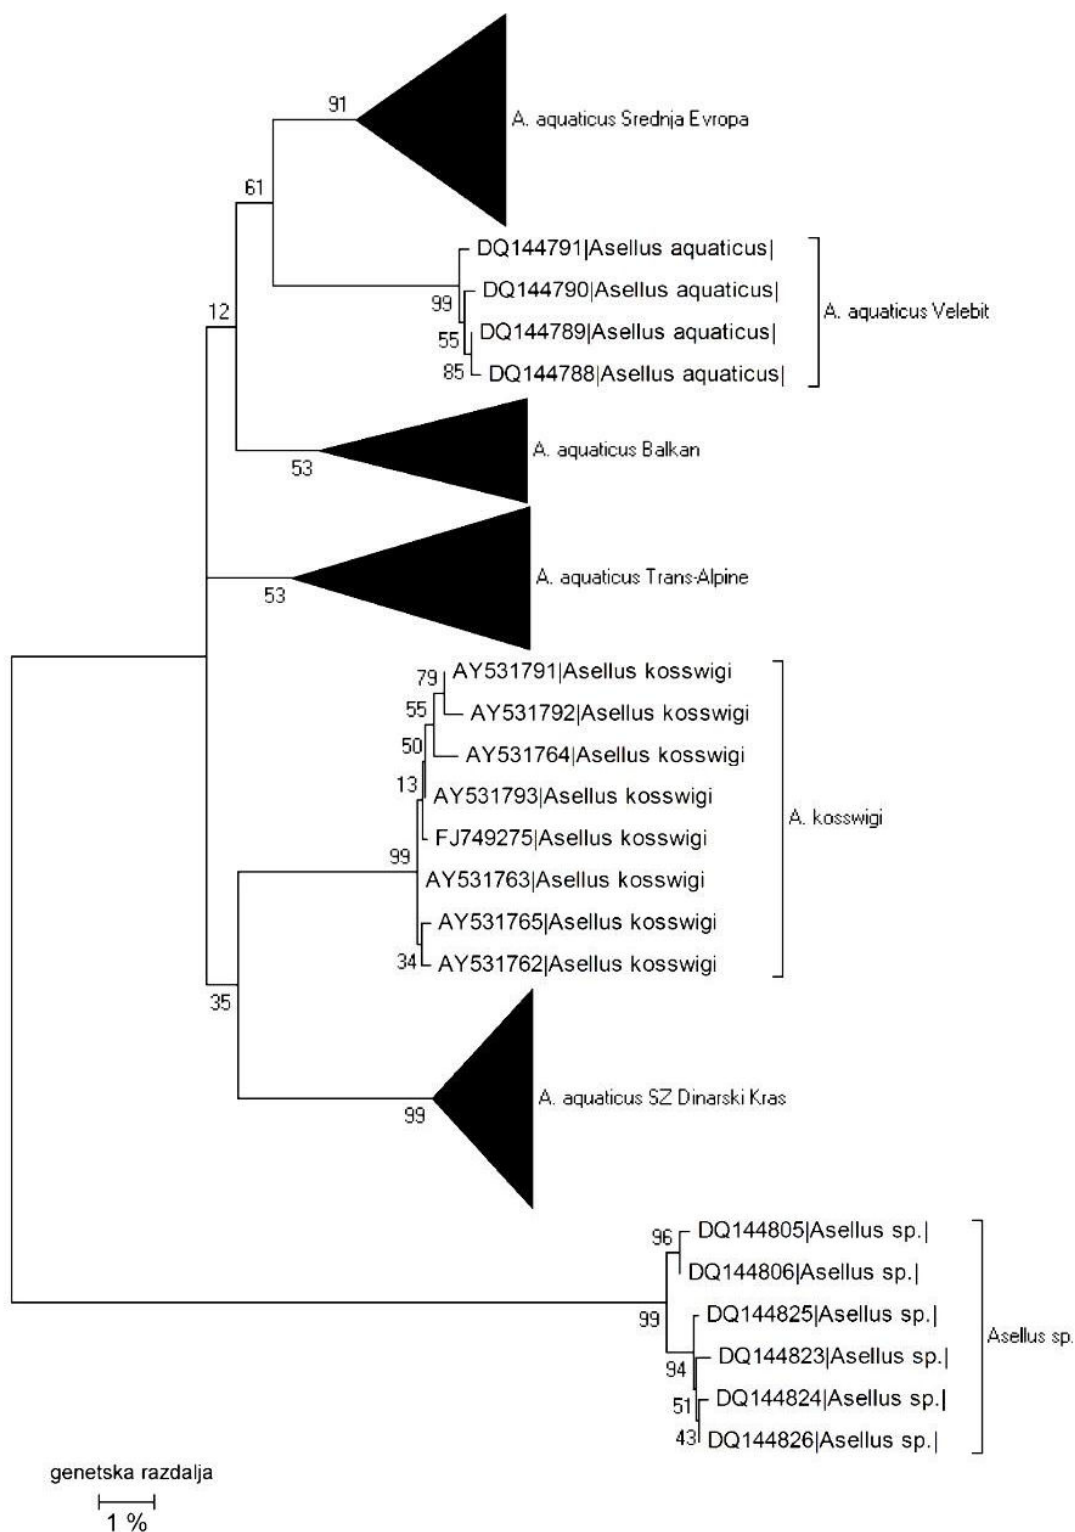 91
A. aquaticus Srednja Evropa
61
DQ144791|Asellus aquaticus|
DQ144790|Asellus aquaticus|
99
12
A. aquaticus Velebit
DQ144789|Asellus aquaticus|
55
85
DQ144788|Asellus aquaticus|
A. aquaticus Balkan
53
A. aquaticus Trans-Alpine
53
79
AY531791|Asellus kosswigi
55
AY531792|Asellus kosswigi
50
AY531764|Asellus kosswigi
13
AY531793|Asellus kosswigi
A. kosswigi
FJ749275|Asellus kosswigi
99
AY531763|Asellus kosswigi
AY531765|Asellus kosswigi
34
AY531762|Asellus kosswigi
35
A. aquaticus SZ Dinarski Kras
99
96
DQ144805|Asellus sp.|
DQ144806|Asellus sp.|
99
DQ144825|Asellus sp.|
Asellus sp.
DQ144823|Asellus sp.|
94
DQ144824|Asellus sp.|
51
43
DQ144826|Asellus sp.|
genetska razdalja
1 %